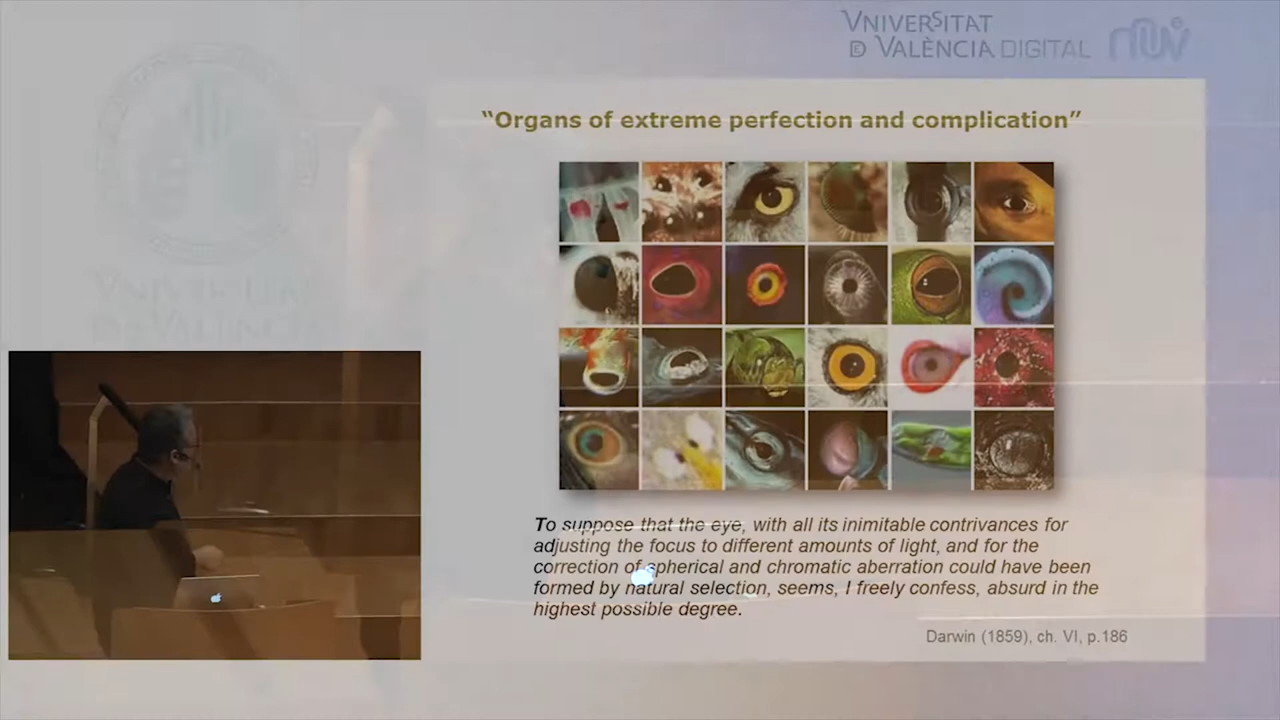 VNIVERSITAT
D VALÈNCIA DIGITAL
"Organs of extreme perfection and complication"
To suppose that the eye, with all its inimitable contrivances for
adjusting the focus to different amounts of light, and for the
correction of spherical and chromatic aberration could have been
formed by natural selection, seems, I freely confess, absurd in the
highest possible degree.
Darwin (1859), ch. VI, p.186